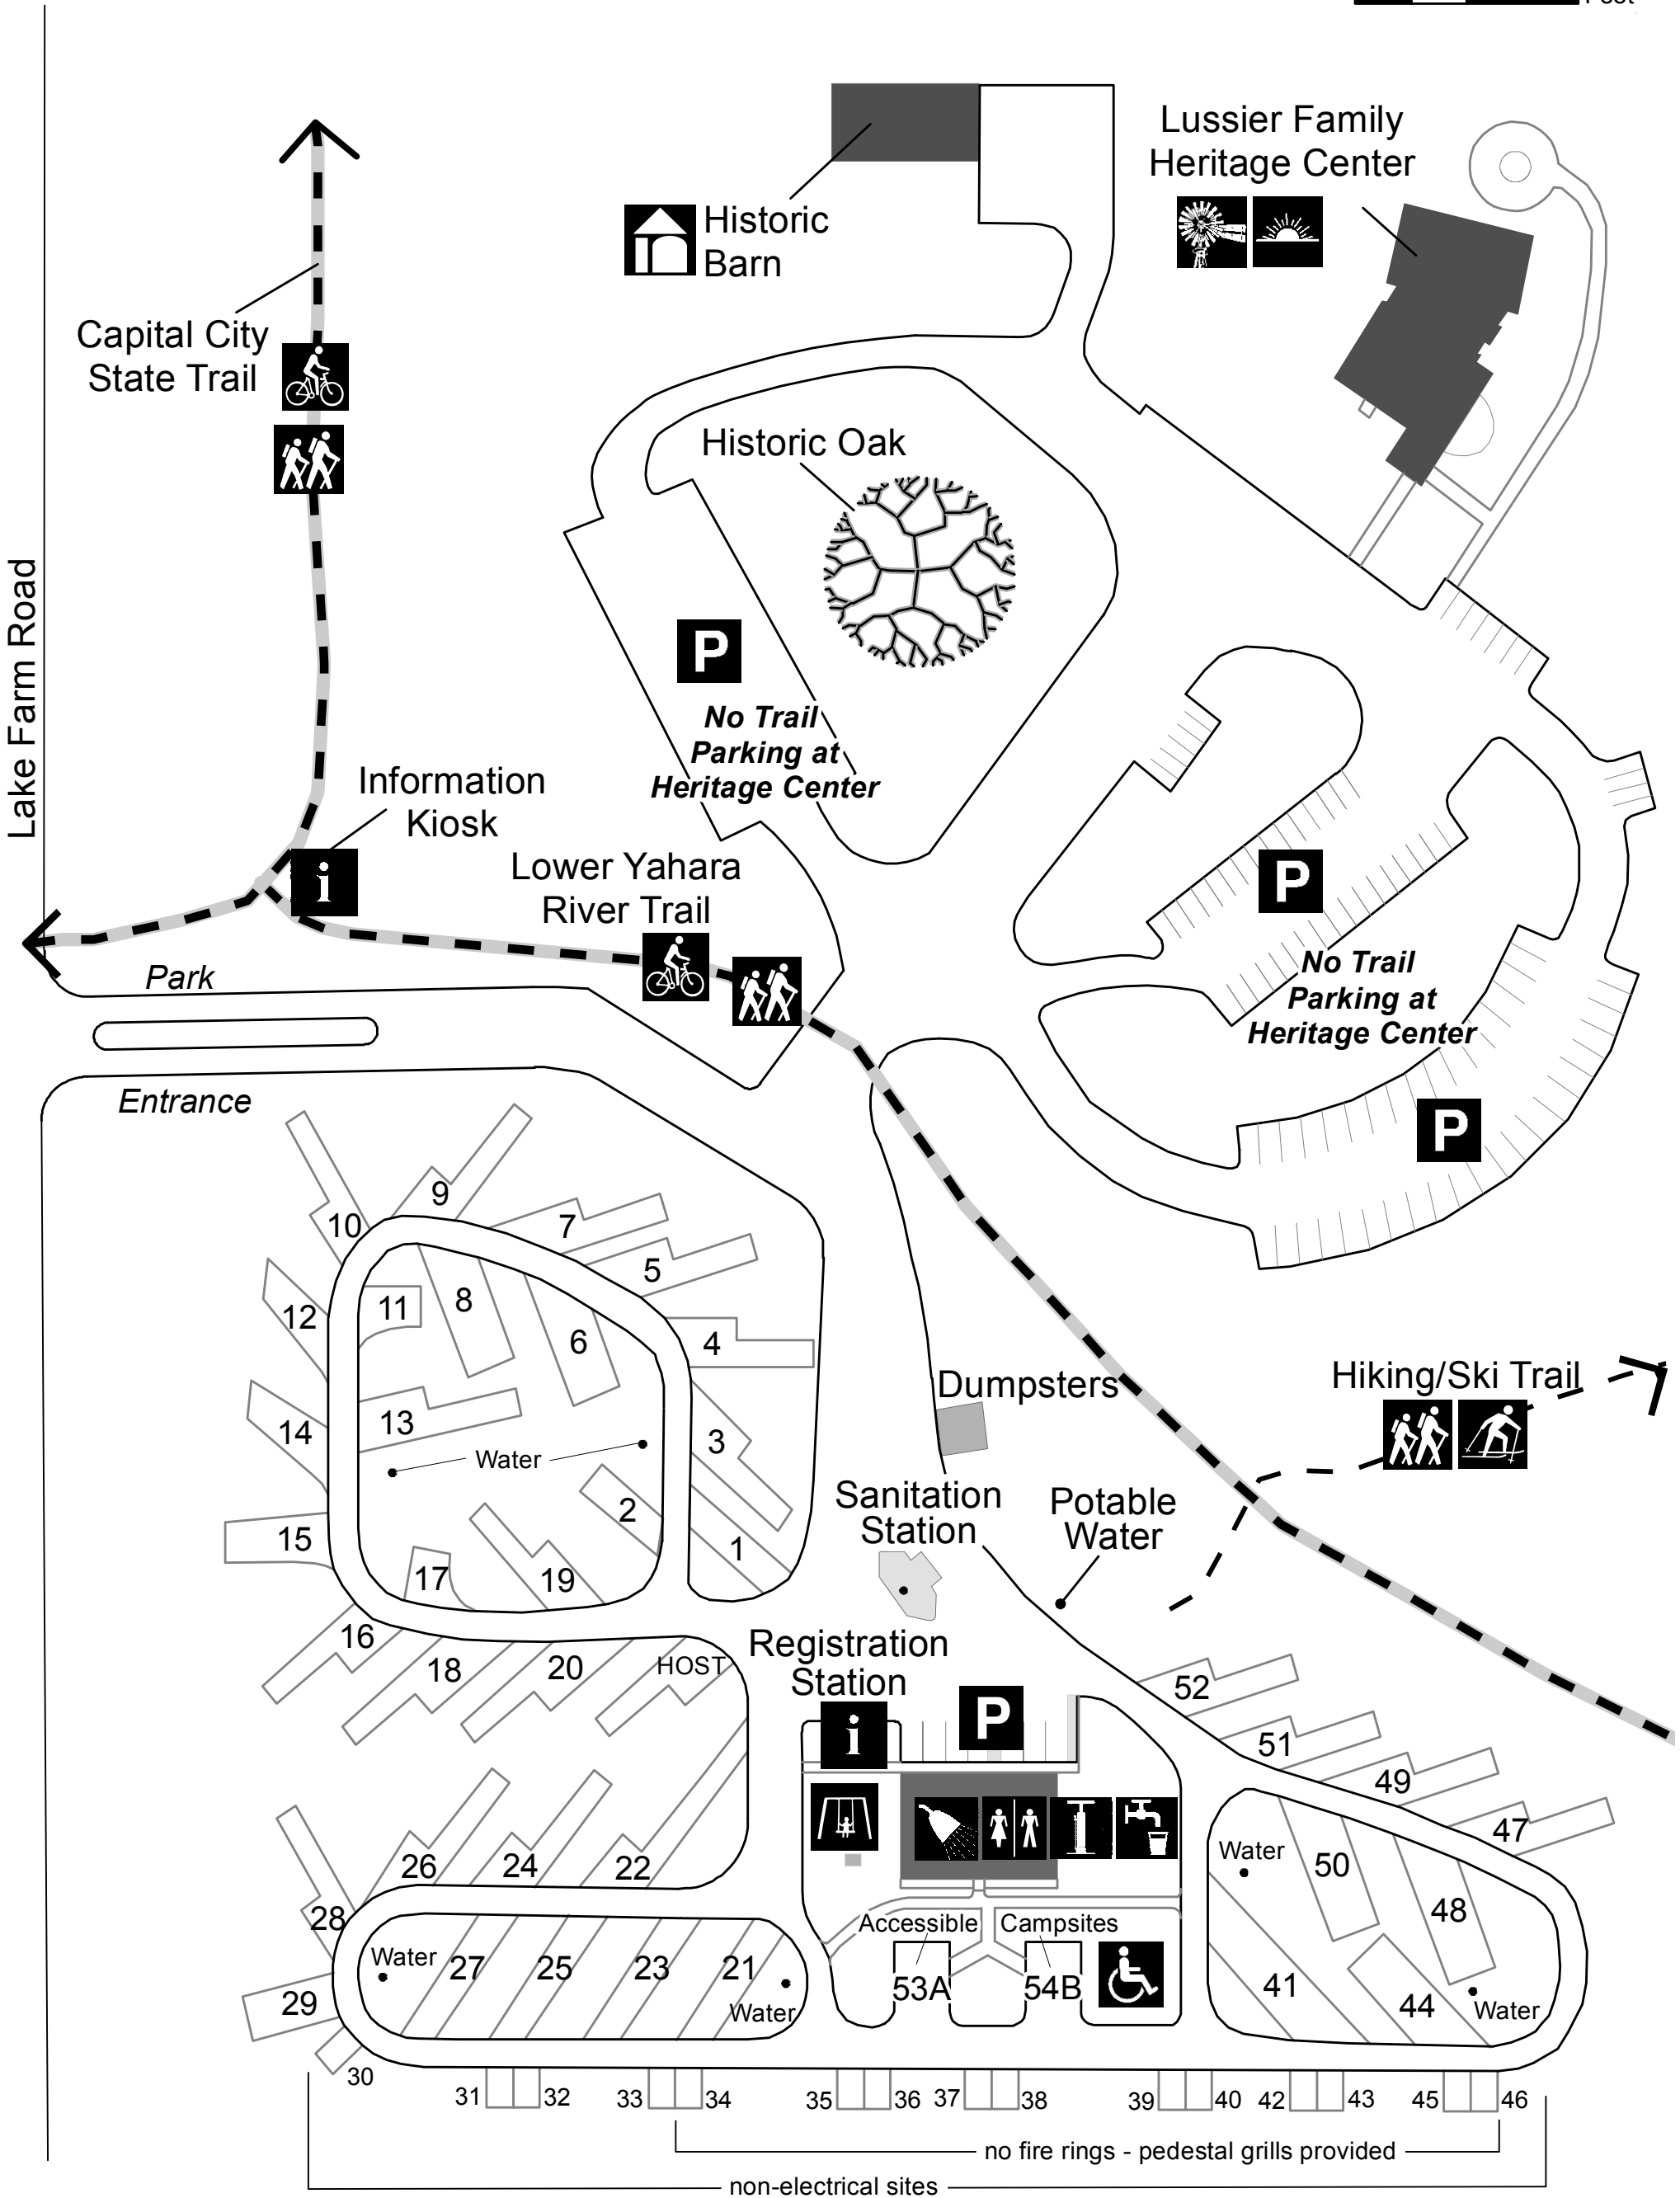 Lussier Family
Heritage Center
Historic
Barn
Capital City
State Trail
Historic Oak
P
No Trail
Parking at
Heritage Center
Lake Farm Road
Information
Kiosk
i
Lower Yahara
River Trail
P
No Trail
Parking at
Heritage Center
P
Park
Entrance
9
10
7
5
12
11
8
6
4
14
13
3
Water
2
1
15
17
19
16
18
20
HOST
Dumpsters
Hiking/Ski Trail
Sanitation
Station
Potable
Water
Registration
Station
i
P
52
51
49
47
26
24
22
28
Water
27
25
23
21
Water
29
30
Accessible
Campsites
53A
54B
Water
50
48
41
44
Water
31
32
33
34
35
36
37
38
39
40
42
43
45
46
no fire rings - pedestal grills provided
non-electrical sites